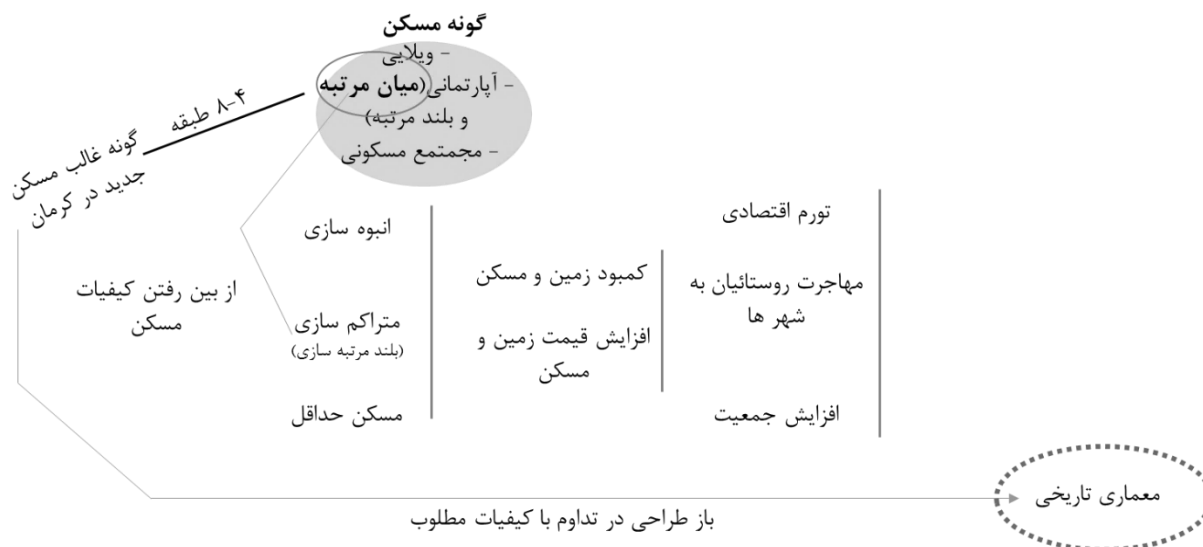 گونه مسکن
- ویلایی
- آپارتمانی(میان مرتبه
و بلند مرتبه)
- مجمتمع مسکونی
۴-۸ طبقه
گونه غالب مسکن
جدید در کرمان
تورم اقتصادی
مهاجرت روستائیان به
شهر ها
افزایش جمعیت
کمبود زمین و مسکن
افزایش قیمت زمین و
مسکن
انبوه سازی
متراکم سازی
(بلند مرتبه سازی)
مسکن حداقل
از بین رفتن کیفیات
مسکن
معماری تاریخی
باز طراحی در تداوم با کیفیات مطلوب